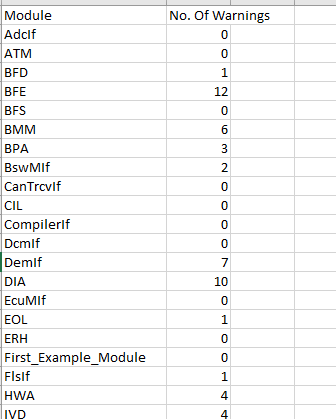 Module No. Of Warnings
AdcIf 0
ATM 0
BFD 1
BFE 12
BFS 0
BMM 6
BPA 3
BswMIf 2
CanTrcvIf 0
CIL 0
CompilerIf 0
DcmIf 0
DemIf 7
DIA 10
EcuMIf 0
EOL 1
ERH 0
First_Example_Module 0
FlsIf 1
HWA 4
IVD 4